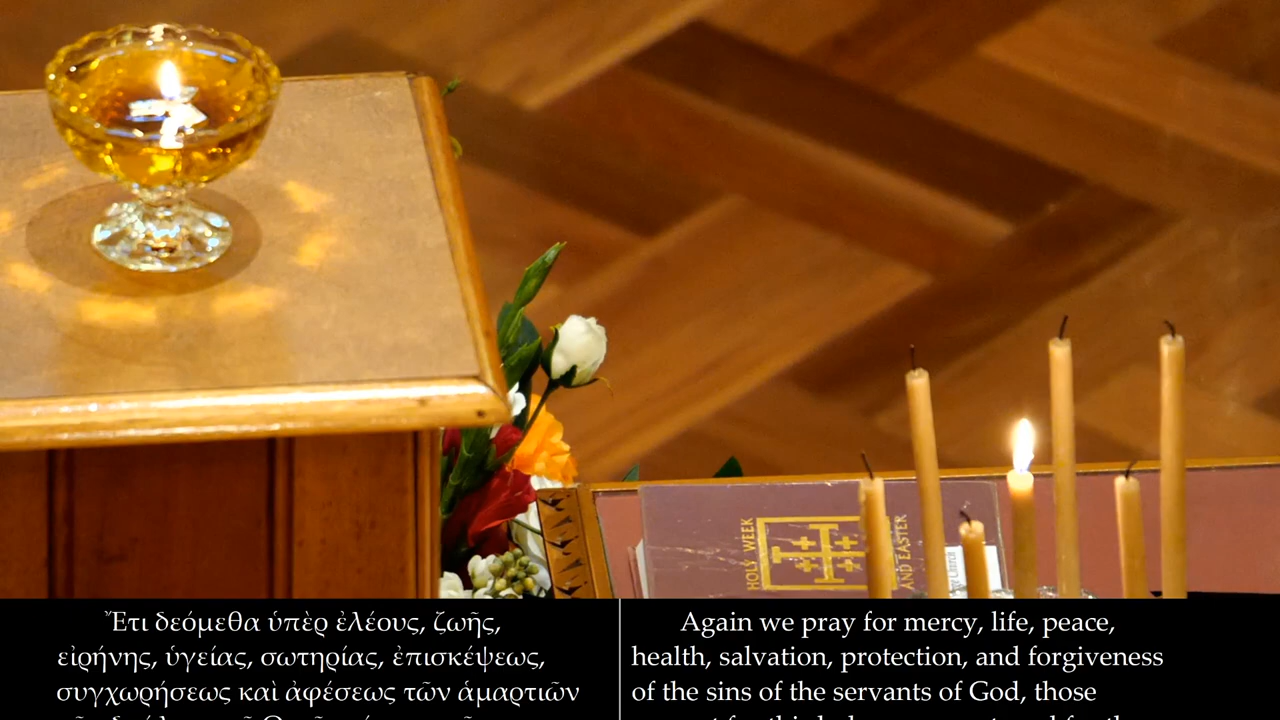 HOLY WEEK
AND EASTER
Ἔτι δεόμεθα ὑπὲρ ἐλέους, ζωῆς,
εἰρήνης, ὑγείας, σωτηρίας, ἐπισκέψεως,
συγχωρήσεως καὶ ἀφέσεως τῶν ἁμαρτιῶν
Again we pray for mercy, life, peace,
health, salvation, protection, and forgiveness
of the sins of the servants of God, those